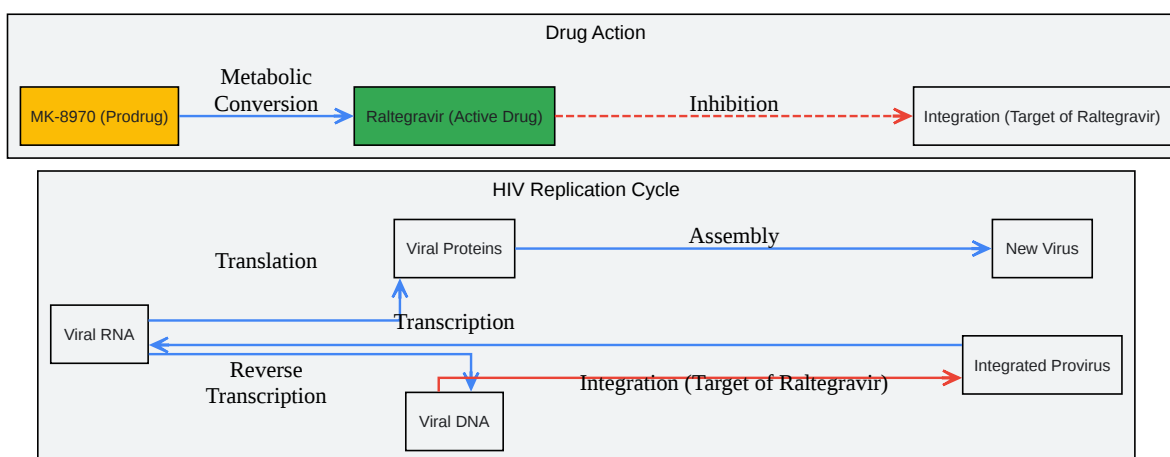 Drug Action
Metabolic
Conversion
MK-8970 (Prodrug)
Raltegravir (Active Drug)
Inhibition
Integration (Target of Raltegravir)
HIV Replication Cycle
Viral Proteins
Assembly
New Virus
Translation
Viral RNA
Transcription
Reverse
Transcription
Integration (Target of Raltegravir)
Integrated Provirus
Viral DNA